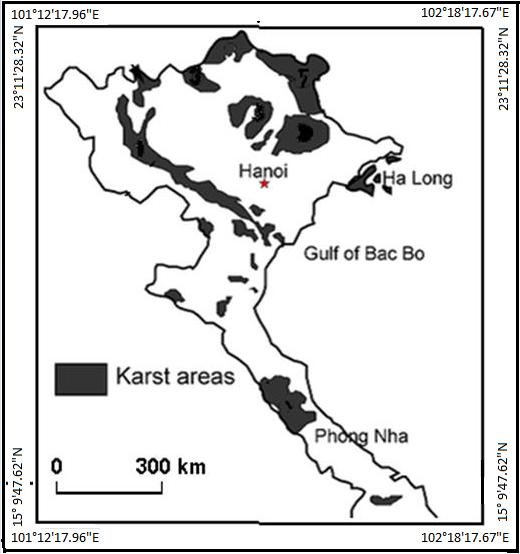 101°12'17.96"E
102°18'17.67"E
23°11'28.32"N
23°11'28.32"N
Hanoi
Ha Long
Gulf of Bac Bo
Karst areas
Phong Nha
0
300 km
15° 9'47.62"N
15° 9'47.62"N
101°12'17.96"E
102°18'17.67"E